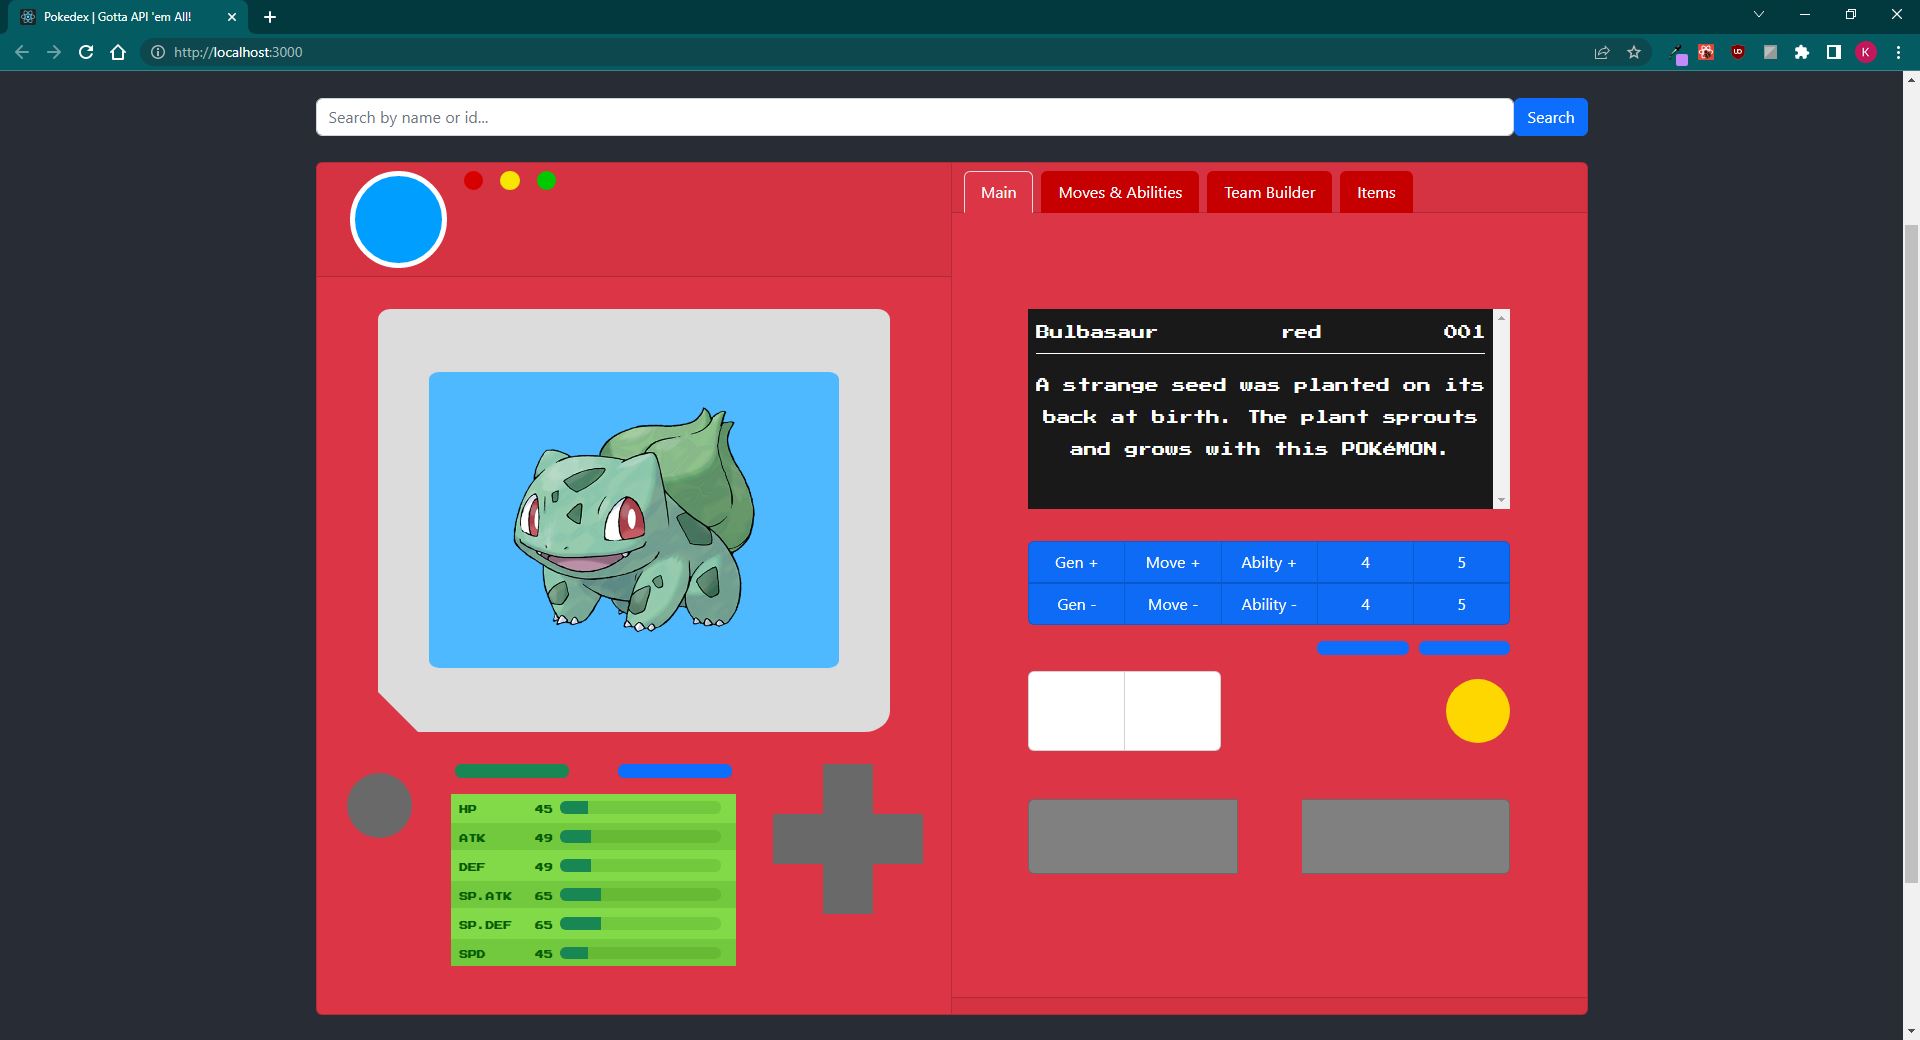 Pokedex | Gotta API 'em All!
http://localhost:3000
K
Search by name or id...
Search
Main
Moves & Abilities
Team Builder
Items
Bulbasaur red 001
A strange seed was planted on its
back at birth. The plant sprouts
and grows with this POKéMON.
Gen + Move + Abilty + 4 5
Gen - Move - Ability - 4 5
HP 45
ATK 49
DEF 49
SP.ATK 65
SP.DEF 65
SPD 45